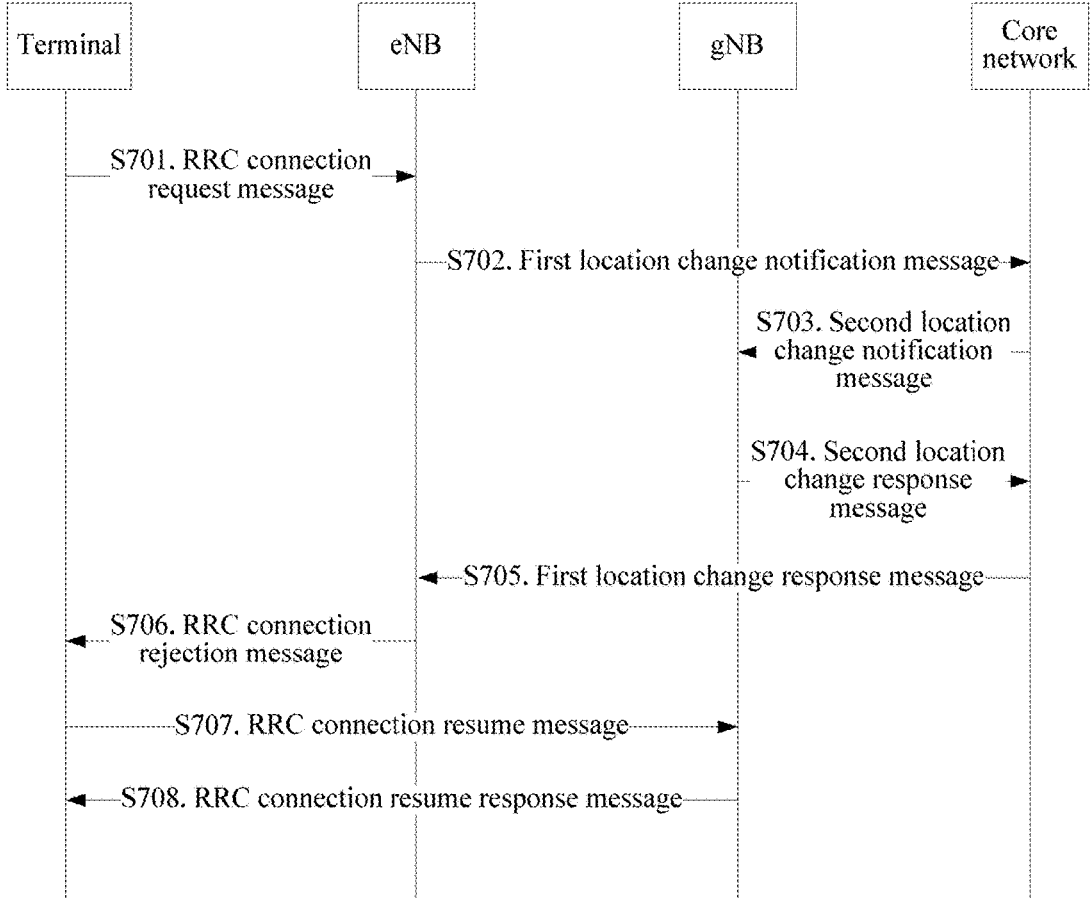 Terminal
eNB
gNB
Core
network
S701. RRC connection
request message
S702. First location change notification message
S703. Second location
change notification
message
S704. Second location
change response
message
S705. First location change response message
S706. RRC connection
rejection message
S707. RRC connection resume message
S708. RRC connection resume response message